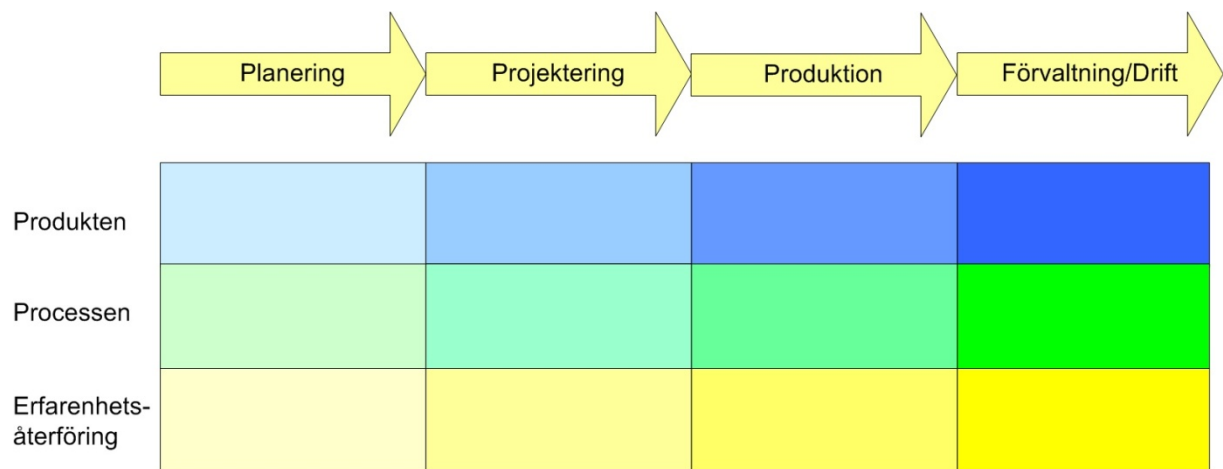 Planering
Projektering
Produktion
Förvaltning/Drift
Produkten
Processen
Erfarenhets-
återföring